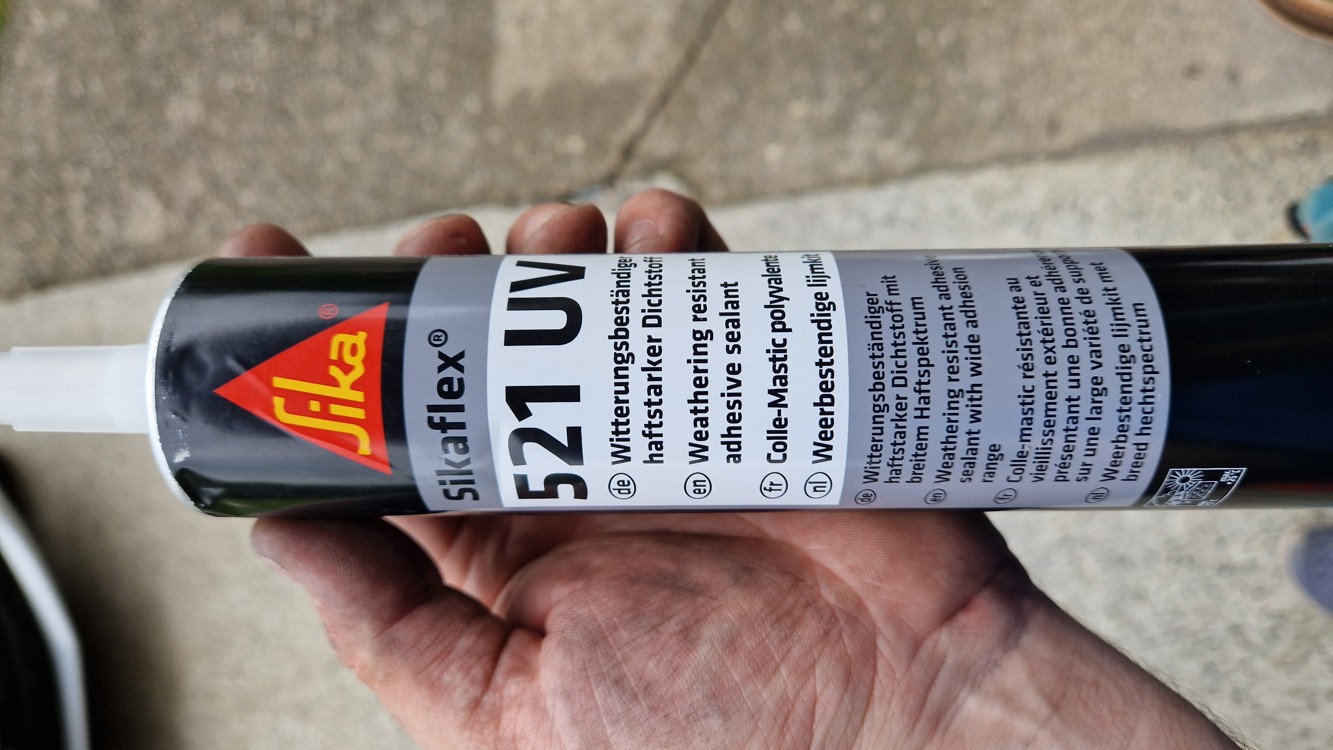 Sika®
Sikaflex®
521 UV
de Witterungsbeständiger
haftstarker Dichtstoff
en Weathering resistant
adhesive sealant
fr Colle-Mastic polyvalente
nl Weerbestendige lijmkit
de Witterungsbeständiger
haftstarker Dichtstoff mit
breitem Haftspektrum
en Weathering resistant adhesive
sealant with wide adhesion
range
fr Colle-mastic résistante au
vieillissement extérieur et
présentant une bonne adhérence
sur une large variété de support
nl Weerbestendige lijmkit met
breed hechtspectrum